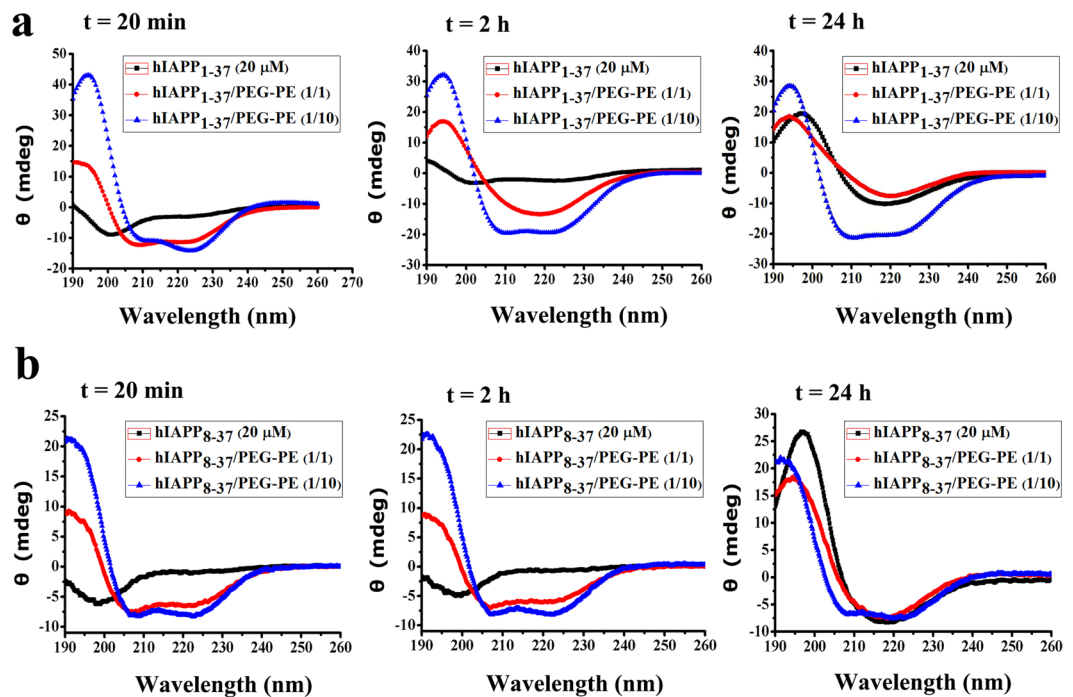 a
t = 20 min
t = 2 h
t = 24 h
hIAPP1-37 (20 μM)
hIAPP1-37/PEG-PE (1/1)
hIAPP1-37/PEG-PE (1/10)
hIAPP1-37 (20 μM)
hIAPP1-37/PEG-PE (1/1)
hIAPP1-37/PEG-PE (1/10)
hIAPP1-37 (20 μM)
hIAPP1-37/PEG-PE (1/1)
hIAPP1-37/PEG-PE (1/10)
θ (mdeg)
50
40
30
20
10
0
-10
20
190 200 210 220 230 240 250 260 270
Wavelength (nm)
θ (mdeg)
40
30
20
10
0
-10
-20
-30
190 200 210 220 230 240 250 260
Wavelength (nm)
θ (mdeg)
50
40
30
20
10
0
-10
-20
-30
190 200 210 220 230 240 250 260
Wavelength (nm)
b
t = 20 min
t = 2 h
t = 24 h
hIAPP8-37 (20 μM)
hIAPP8-37/PEG-PE (1/1)
hIAPP8-37/PEG-PE (1/10)
hIAPP8-37 (20 μM)
hIAPP8-37/PEG-PE (1/1)
hIAPP8-37/PEG-PE (1/10)
hIAPP8-37 (20 μM)
hIAPP8-37/PEG-PE (1/1)
hIAPP8-37/PEG-PE (1/10)
θ (mdeg)
25
20
15
10
5
0
-5
-10
190 200 210 220 230 240 250 260
Wavelength (nm)
θ (mdeg)
25
20
15
10
5
0
-5
-10
190 200 210 220 230 240 250 260
Wavelength (nm)
θ (mdeg)
30
25
20
15
10
5
0
-5
-10
190 200 210 220 230 240 250 260
Wavelength (nm)